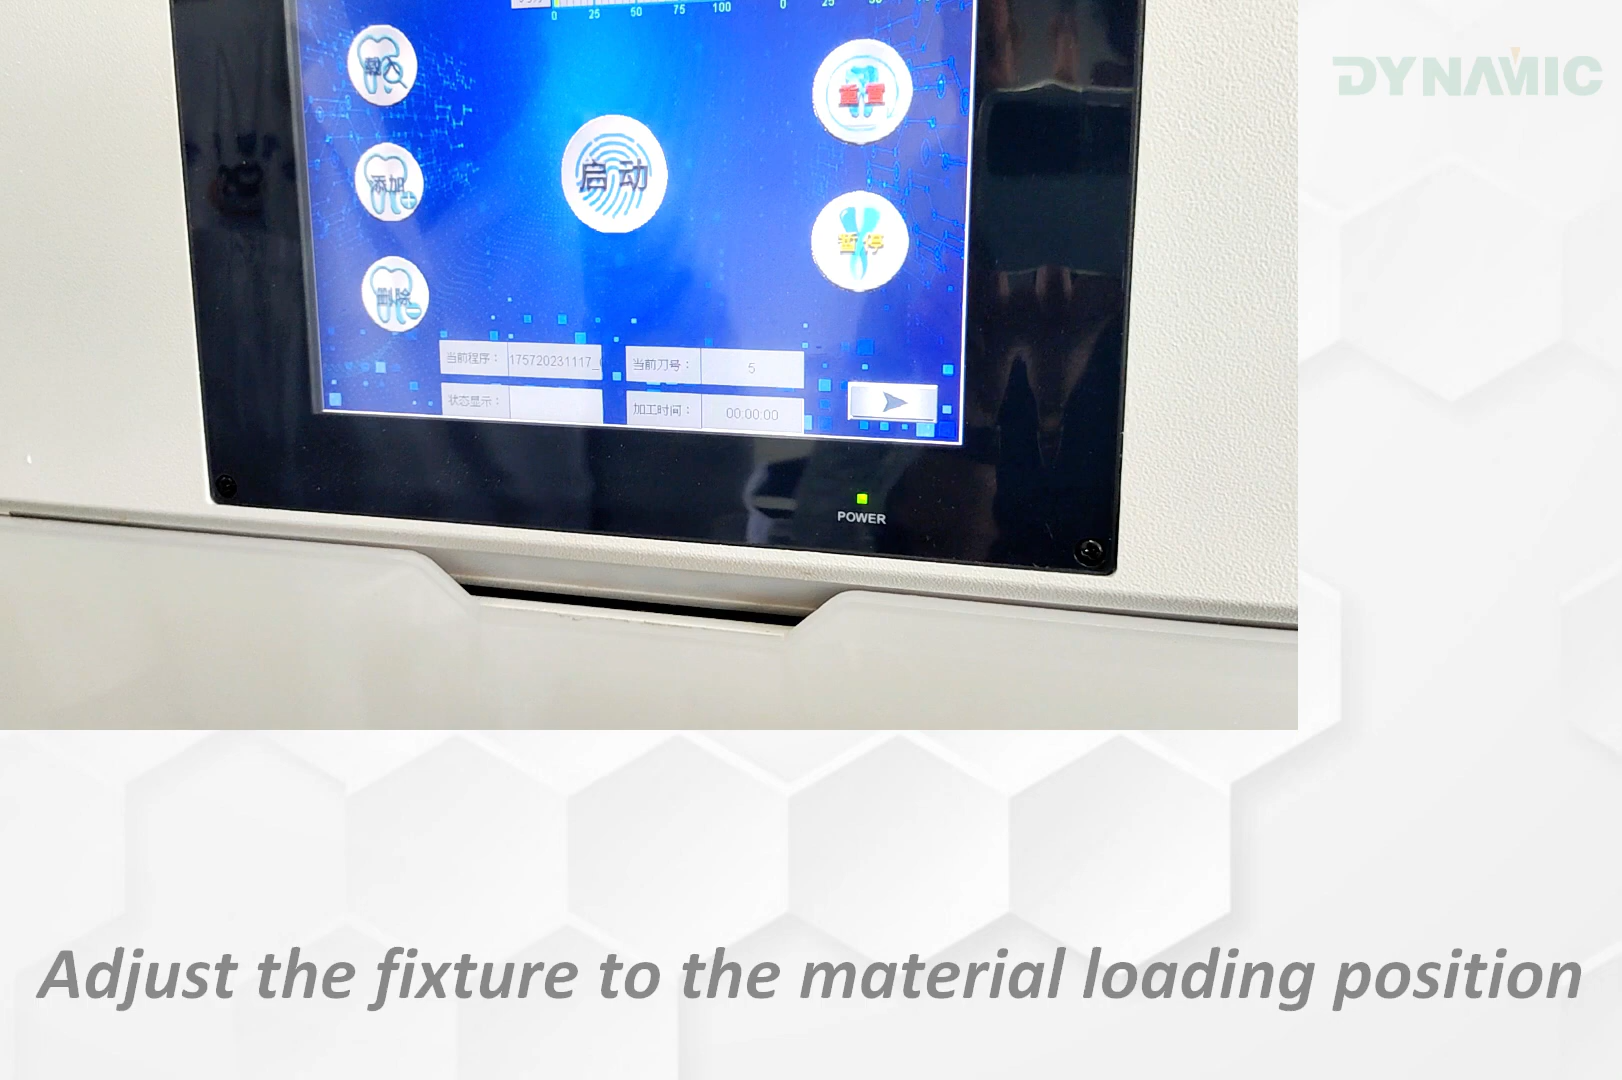 DYNAMIC
0 25 50 75 100 0 25
载入
重置
启动
添加
暂停
删除
当前程序： 175720231117_
当前刀号： 5
状态显示：
加工时间： 00:00:00
POWER
Adjust the fixture to the material loading position